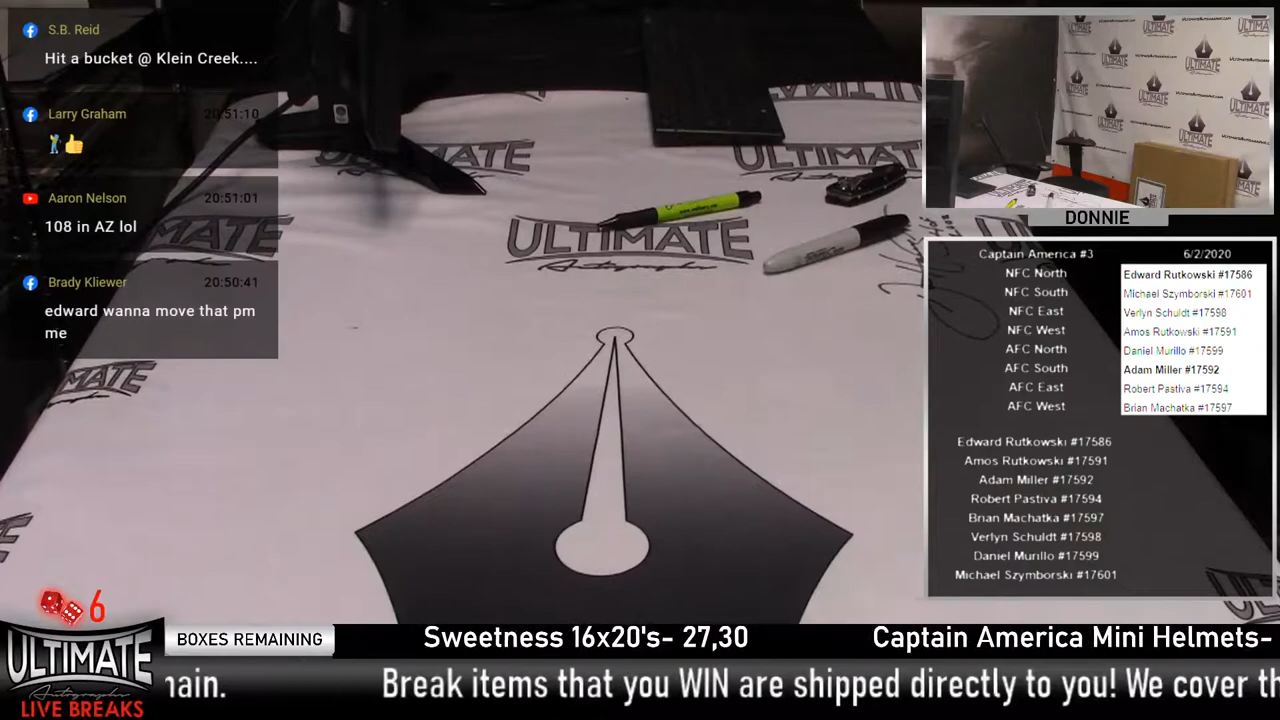 S.B. Reid
Hit a bucket @ Klein Creek....
Larry Graham 20:51:10
Aaron Nelson 20:51:01
108 in AZ lol
Brady Kliewer 20:50:41
edward wanna move that pm
me
ULTIMATE
Autographs
ULTIMATE
ULTIMATE
ULTIMATE
Autographs
DONNIE
Captain America #3 6/2/2020
NFC North Edward Rutkowski #17586
NFC South Michael Szymborski #17601
NFC East Verlyn Schuldt #17598
NFC West Amos Rutkowski #17591
AFC North Daniel Murillo #17599
AFC South Adam Miller #17592
AFC East Robert Pastiva #17594
AFC West Brian Machatka #17597
Edward Rutkowski #17586
Amos Rutkowski #17591
Adam Miller #17592
Robert Pastiva #17594
Brian Machatka #17597
Verlyn Schuldt #17598
Daniel Murillo #17599
Michael Szymborski #17601
6
ULTIMATE
Autographs
LIVE BREAKS
BOXES REMAINING
Sweetness 16x20's- 27,30 Captain America Mini Helmets-
nain. Break items that you WIN are shipped directly to you! We cover th